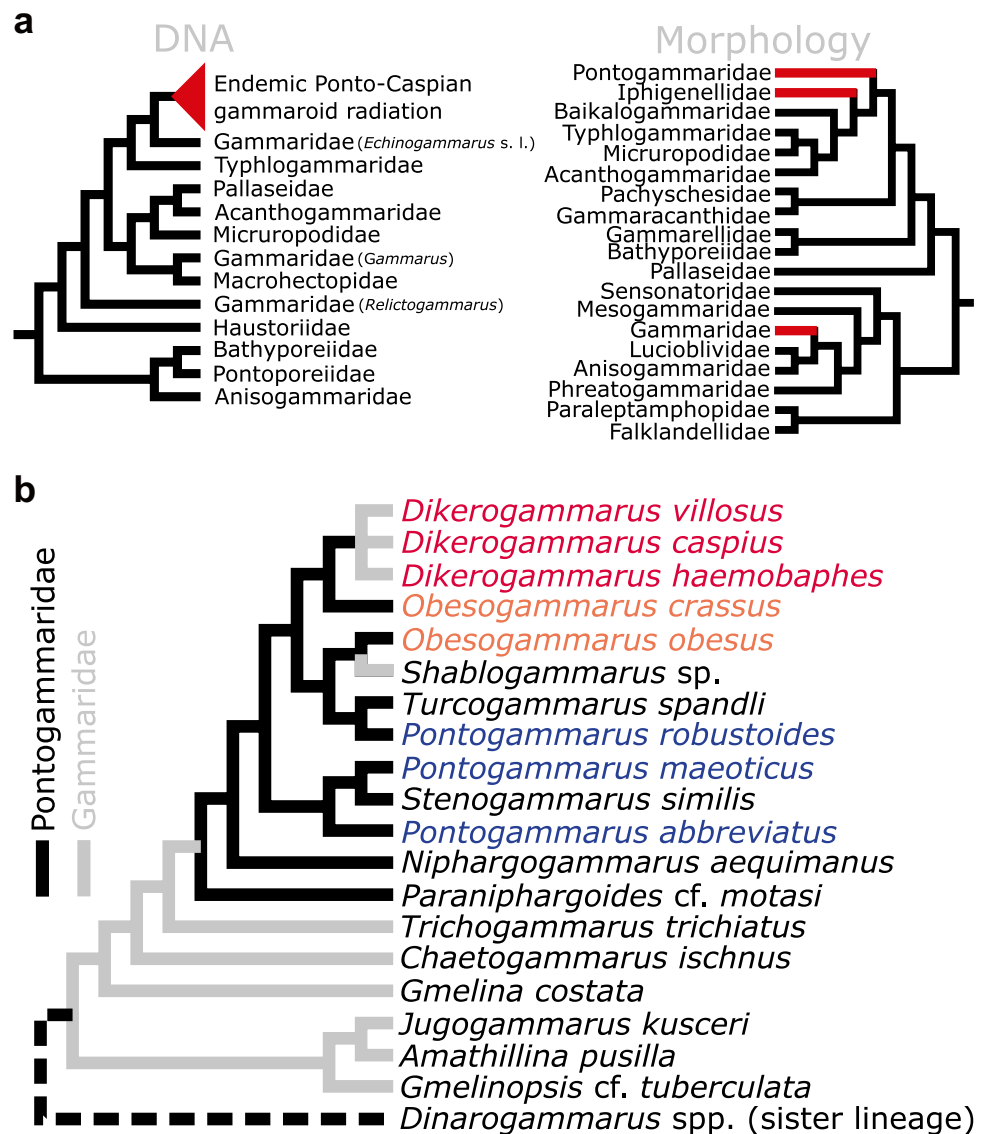 a
DNA
Endemic Ponto-Caspian
gammaroid radiation
Gammaridae (Echinogammarus s. l.)
Typhlogammaridae
Pallaseidae
Acanthogammaridae
Micruropodidae
Gammaridae (Gammarus)
Macrohectopidae
Gammaridae (Relictogammarus)
Haustoriidae
Bathyporeiidae
Pontoporeiidae
Anisogammaridae
Morphology
Pontogammaridae
Iphigenellidae
Baikalogammaridae
Typhlogammaridae
Micruropodidae
Acanthogammaridae
Pachyschesidae
Gammaracanthidae
Gammarellidae
Bathyporeiidae
Pallaseidae
Sensonatoridae
Mesogammaridae
Gammaridae
Lucioblividae
Anisogammaridae
Phreatogammaridae
Paraleptamphopidae
Falklandellidae
b
Pontogammaridae
Gammaridae
Dikerogammarus villosus
Dikerogammarus caspius
Dikerogammarus haemobaphes
Obesogammarus crassus
Obesogammarus obesus
Shablogammarus sp.
Turcogammarus spandli
Pontogammarus robustoides
Pontogammarus maeoticus
Stenogammarus similis
Pontogammarus abbreviatus
Niphargogammarus aequimanus
Paraniphargoides cf. motasi
Trichogammarus trichiatus
Chaetogammarus ischnus
Gmelina costata
Jugogammarus kusceri
Amathillina pusilla
Gmelinopsis cf. tuberculata
Dinarogammarus spp. (sister lineage)